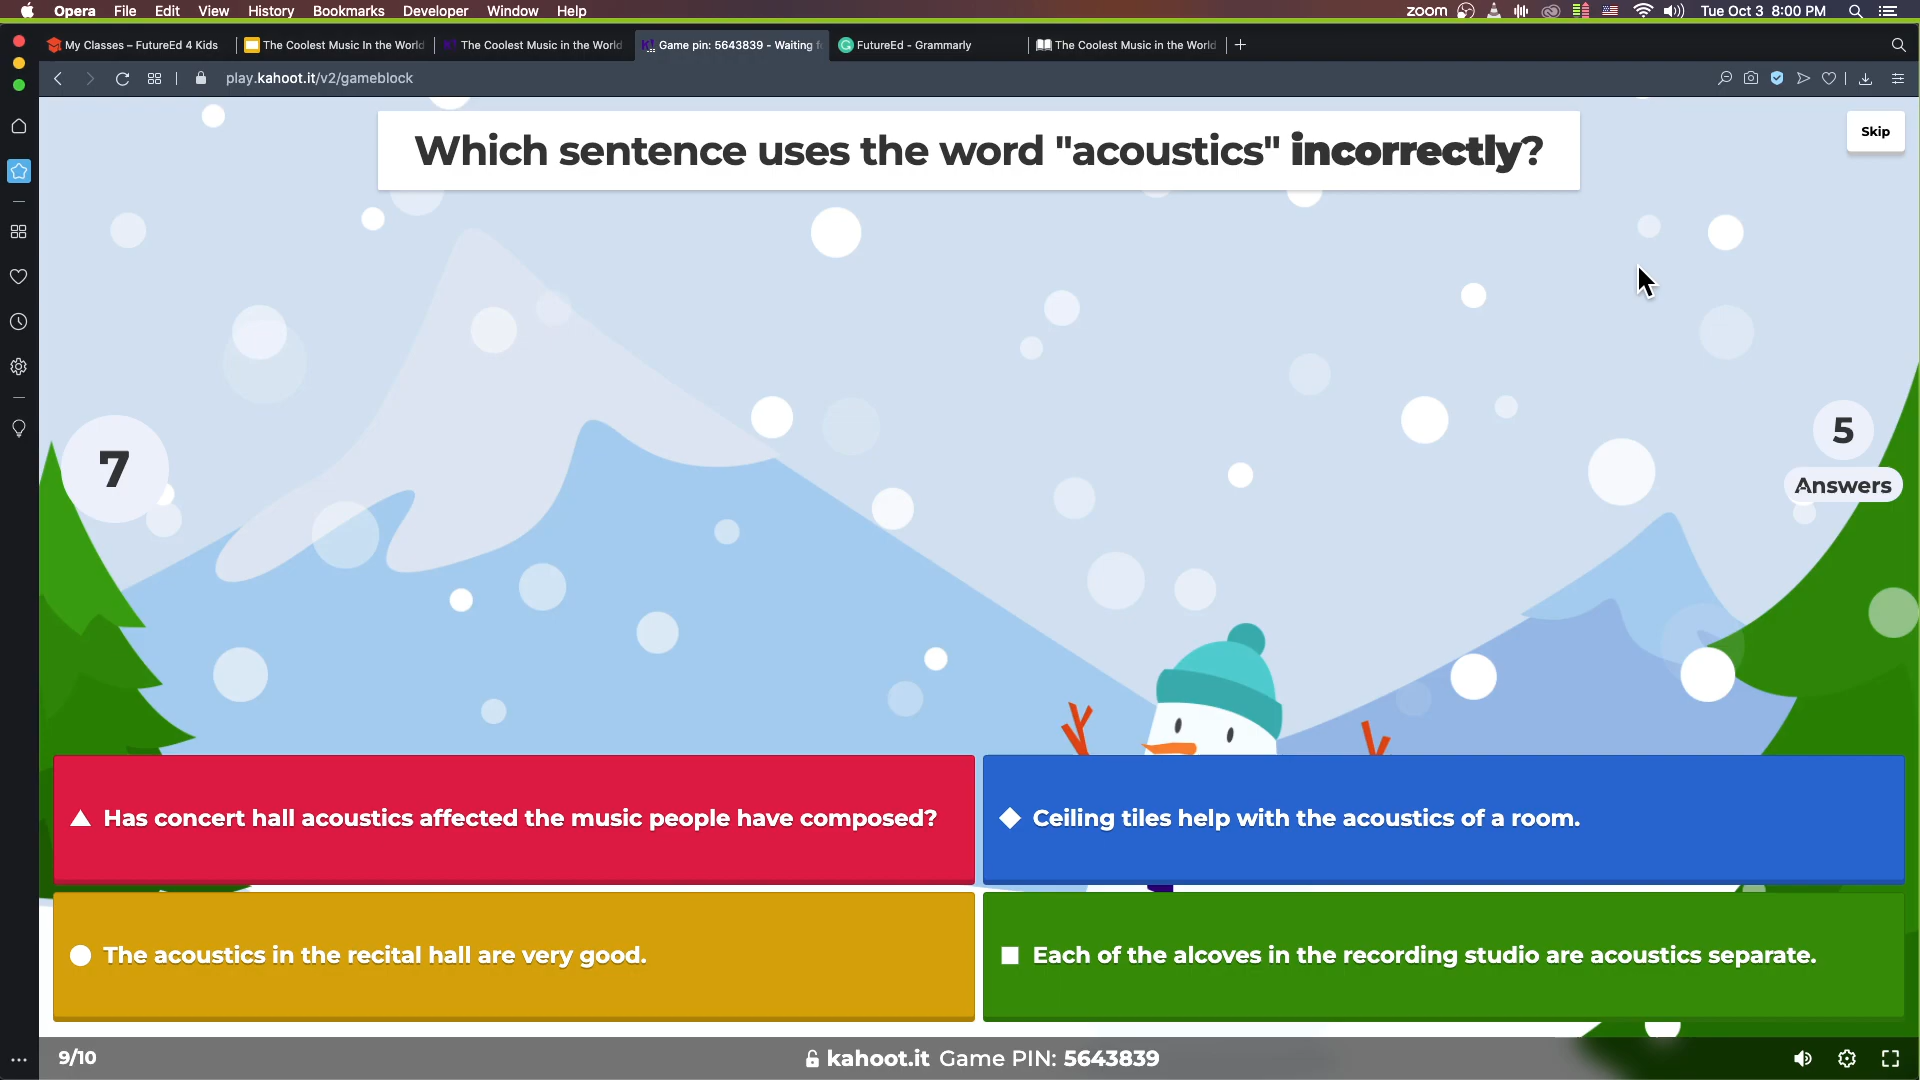 Opera File Edit View History Bookmarks Developer Window Help zoom Tue Oct 3 8:00 PM
My Classes – FutureEd 4 Kids The Coolest Music In the World The Coolest Music in the World Game pin: 5643839 - Waiting f FutureEd - Grammarly The Coolest Music in the World
play.kahoot.it/v2/gameblock
Which sentence uses the word "acoustics" incorrectly?
Skip
7
5
Answers
Has concert hall acoustics affected the music people have composed?
Ceiling tiles help with the acoustics of a room.
The acoustics in the recital hall are very good.
Each of the alcoves in the recording studio are acoustics separate.
9/10 kahoot.it Game PIN: 5643839